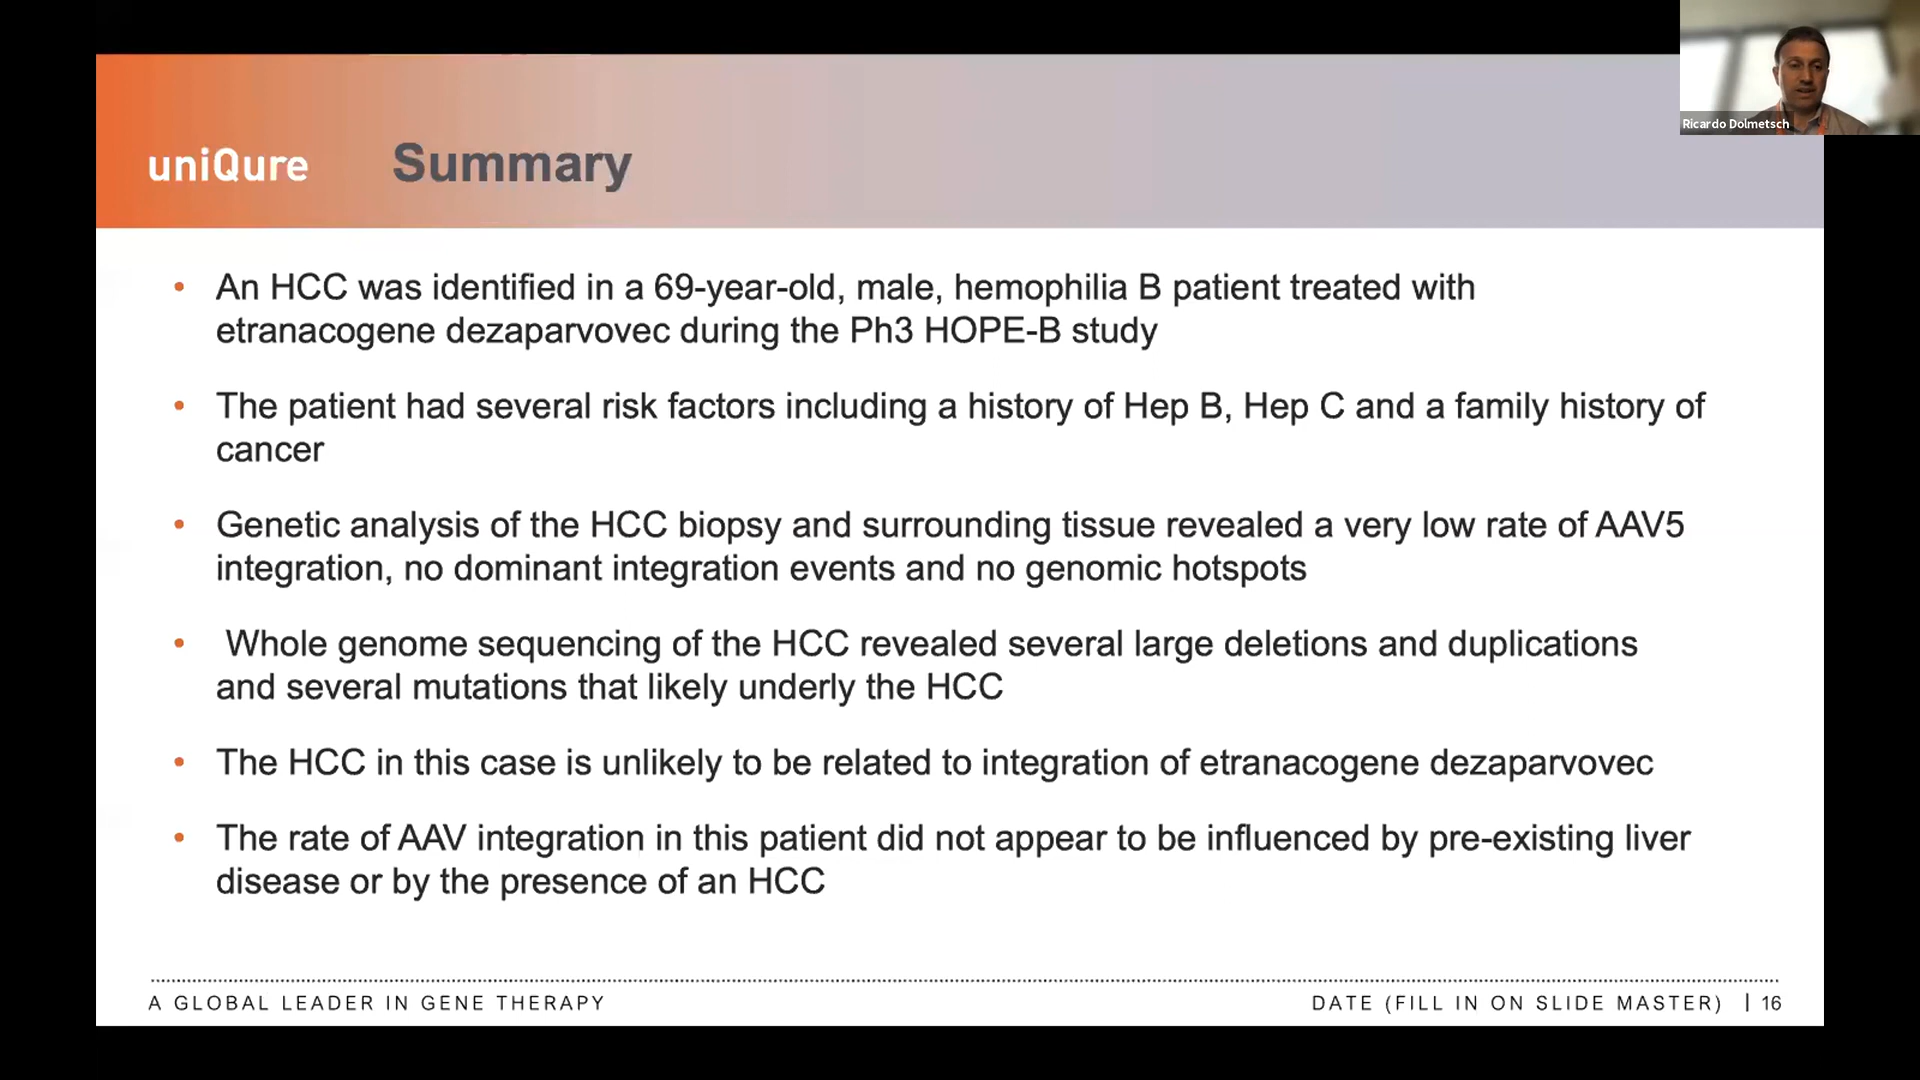 Ricardo Dolmetsch
uniQure
Summary
• An HCC was identified in a 69-year-old, male, hemophilia B patient treated with
etranacogene dezaparvovec during the Ph3 HOPE-B study
• The patient had several risk factors including a history of Hep B, Hep C and a family history of
cancer
• Genetic analysis of the HCC biopsy and surrounding tissue revealed a very low rate of AAV5
integration, no dominant integration events and no genomic hotspots
• Whole genome sequencing of the HCC revealed several large deletions and duplications
and several mutations that likely underly the HCC
• The HCC in this case is unlikely to be related to integration of etranacogene dezaparvovec
• The rate of AAV integration in this patient did not appear to be influenced by pre-existing liver
disease or by the presence of an HCC
A GLOBAL LEADER IN GENE THERAPY
DATE (FILL IN ON SLIDE MASTER) | 16